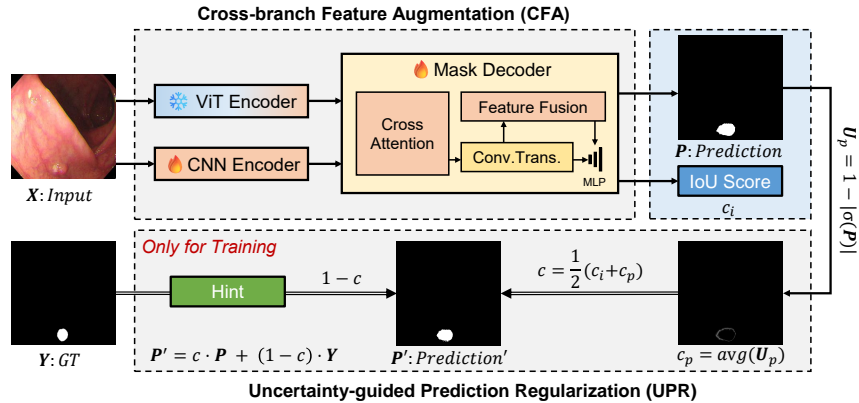 Cross-branch Feature Augmentation (CFA)
ViT Encoder
CNN Encoder
X: Input
Mask Decoder
Cross
Attention
Feature Fusion
Conv.Trans.
MLP
P: Prediction
IoU Score
c_i
U_p = 1 − |σ(P)|
Only for Training
Hint
1 − c
c = 1/2 (c_i+c_p)
Y: GT
P′ = c · P + (1 − c) · Y
P′: Prediction′
c_p = avg(U_p)
Uncertainty-guided Prediction Regularization (UPR)